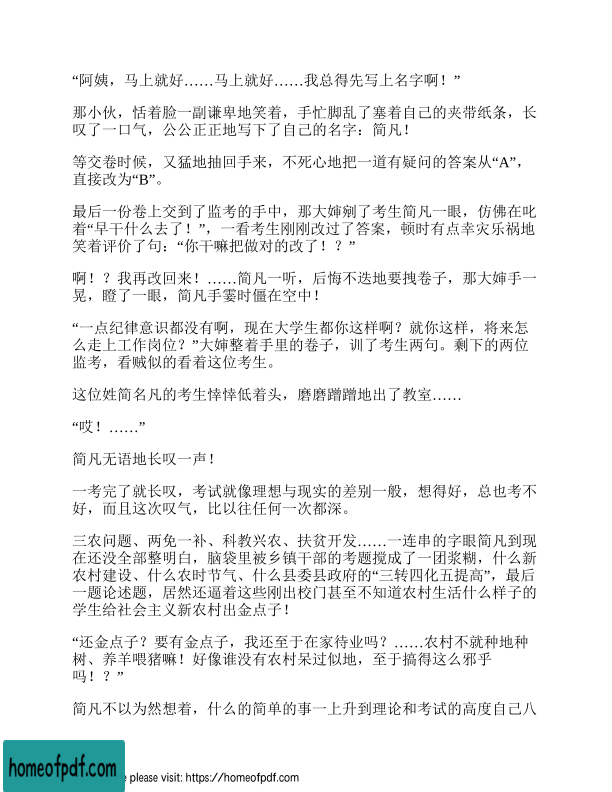 “阿姨，马上就好……马上就好……我总得先写上名字啊！”
那小伙，恬着脸一副谦卑地笑着，手忙脚乱了塞着自己的夹带纸条，长
叹了一口气，公公正正地写下了自己的名字：简凡！
等交卷时候，又猛地抽回手来，不死心地把一道有疑问的答案从“A”，
直接改为“B”。
最后一份卷上交到了监考的手中，那大婶剜了考生简凡一眼，仿佛在叱
着“早干什么去了！”，一看考生刚刚改过了答案，顿时有点幸灾乐祸地
笑着评价了句：“你干嘛把做对的改了！？”
啊！？我再改回来！……简凡一听，后悔不迭地要拽卷子，那大婶手一
晃，瞪了一眼，简凡手霎时僵在空中！
“一点纪律意识都没有啊，现在大学生都你这样啊？就你这样，将来怎
么走上工作岗位？”大婶整着手里的卷子，训了考生两句。剩下的两位
监考，看贼似的看着这位考生。
这位姓简名凡的考生悻悻低着头，磨磨蹭蹭地出了教室……
“哎！……”
简凡无语地长叹一声！
一考完了就长叹，考试就像理想与现实的差别一般，想得好，总也考不
好，而且这次叹气，比以往任何一次都深。
三农问题、两免一补、科教兴农、扶贫开发……一连串的字眼简凡到现
在还没全部整明白，脑袋里被乡镇干部的考题搅成了一团浆糊，什么新
农村建设、什么农时节气、什么县委县政府的“三转四化五提高”，最后
一题论述题，居然还逼着这些刚出校门甚至不知道农村生活什么样子的
学生给社会主义新农村出金点子！
“还金点子？要有金点子，我还至于在家待业吗？……农村不就种地种
树、养羊喂猪嘛！好像谁没有农村呆过似地，至于搞得这么邪乎
吗！？”
简凡不以为然想着，什么的简单的事一上升到理论和考试的高度自己八
homeofpdf.com
please visit: https://homeofpdf.com